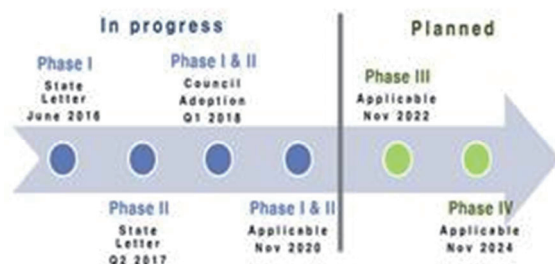 In progress
Planned
Phase I
State
Letter
June 2016
Phase I & II
Council
Adoption
Q1 2018
Phase III
Applicable
Nov 2022
Phase II
State
Letter
Q2 2017
Phase I & II
Applicable
Nov 2020
Phase IV
Applicable
Nov 2024